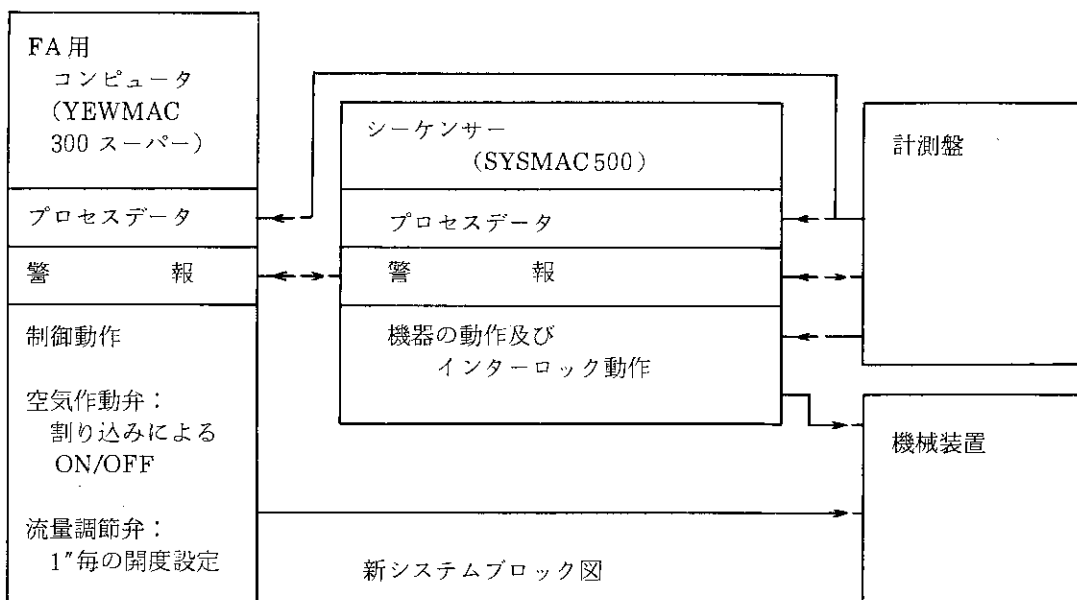 FA用
コンピュータ
(YEWMAC
300 スーパー)
プロセスデータ
警　　　報
制御動作
空気作動弁：
割り込みによる
ON/OFF
流量調節弁：
1″毎の開度設定
シーケンサー
(SYSMAC500)
プロセスデータ
警　　　報
機器の動作及び
インターロック動作
計測盤
機械装置
新システムブロック図